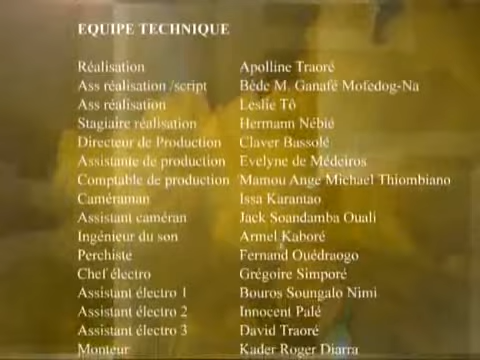 EQUIPE TECHNIQUE
Réalisation Apolline Traoré
Ass réalisation /script Bède M. Ganafé Mofedog-Na
Ass réalisation Leslie Tô
Stagiaire réalisation Hermann Nébié
Directeur de Production Claver Bassolé
Assistante de production Evelyne de Médeiros
Comptable de production Mamou Ange Michael Thiombiano
Caméraman Issa Karantao
Assistant caméran Jack Soandamba Ouali
Ingénieur du son Armel Kaboré
Perchiste Fernand Ouédraogo
Chef électro Grégoire Simporé
Assistant électro 1 Bouros Soungalo Nimi
Assistant électro 2 Innocent Palé
Assistant électro 3 David Traoré
Monteur Kader Roger Diarra